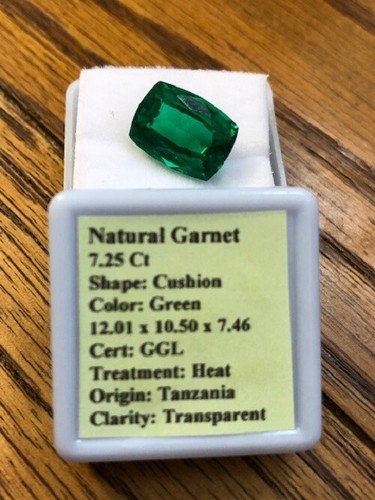 Natural Garnet
7.25 Ct
Shape: Cushion
Color: Green
12.01 x 10.50 x 7.46
Cert: GGL
Treatment: Heat
Origin: Tanzania
Clarity: Transparent